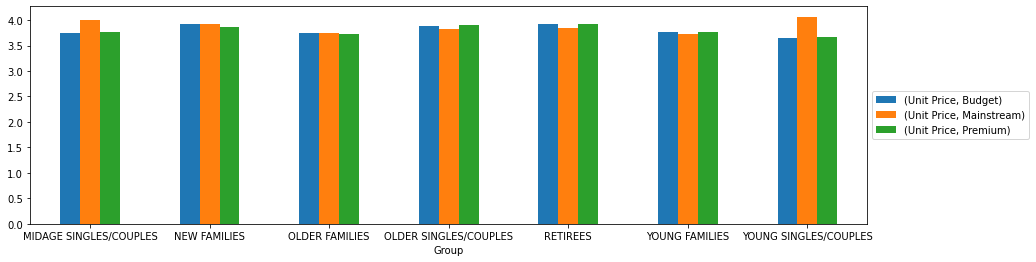 4.0
3.5
3.0
2.5
2.0
1.5
1.0
0.5
0.0
MIDAGE SINGLES/COUPLES NEW FAMILIES OLDER FAMILIES OLDER SINGLES/COUPLES RETIREES YOUNG FAMILIES YOUNG SINGLES/COUPLES
Group
(Unit Price, Budget)
(Unit Price, Mainstream)
(Unit Price, Premium)